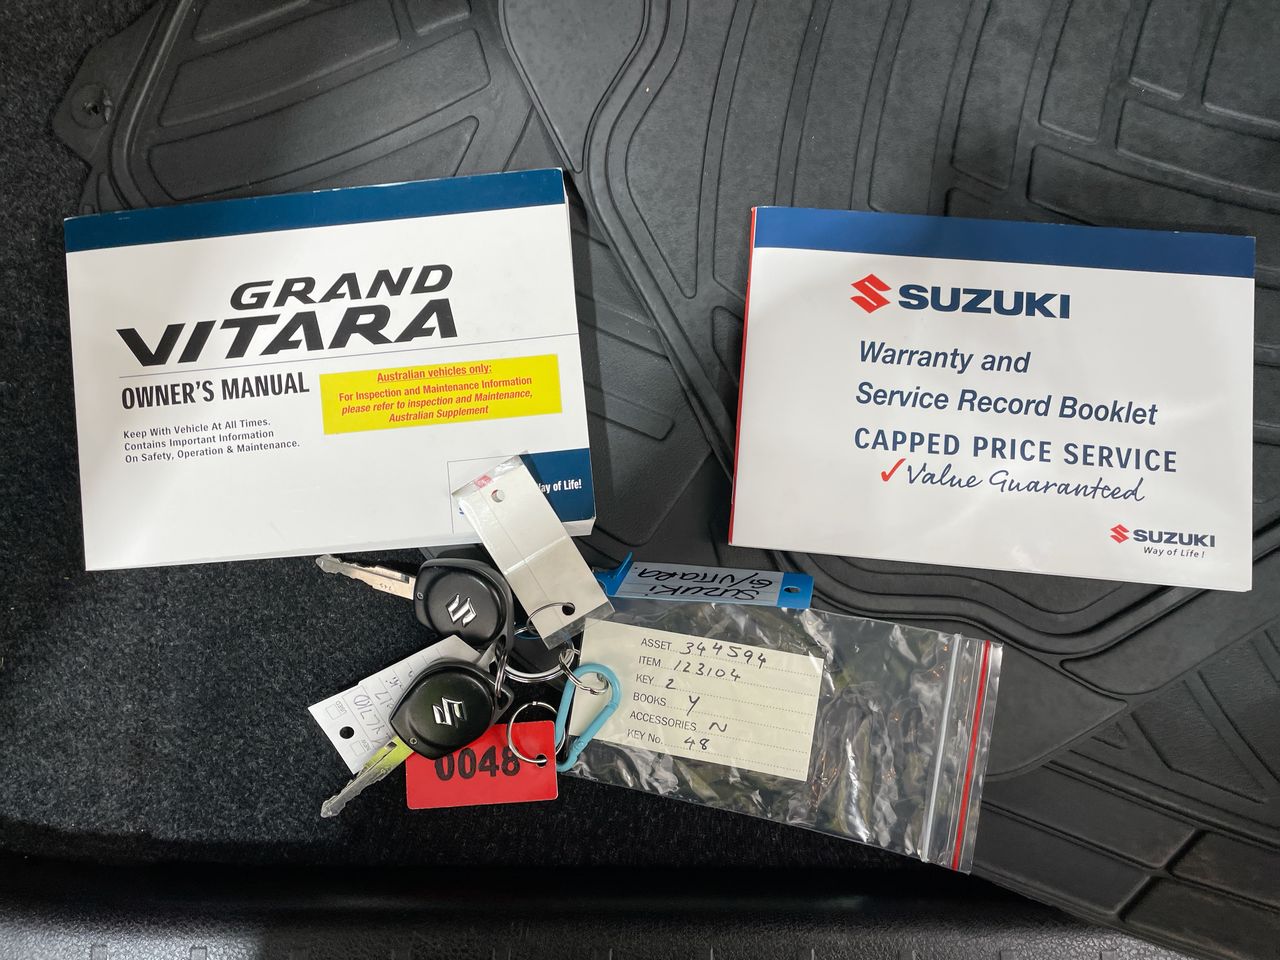 GRAND
VITARA
OWNER'S MANUAL
Keep With Vehicle At All Times.
Contains Important Information
On Safety, Operation & Maintenance.
Australian vehicles only:
For Inspection and Maintenance Information
please refer to inspection and Maintenance,
Australian Supplement
ay of Life!
SUZUKI
Warranty and
Service Record Booklet
CAPPED PRICE SERVICE
Value Guaranteed
SUZUKI
Way of Life!
SUZUKI
G/VITARA.
ASSET 344594
ITEM 123104
KEY 2
BOOKS Y
ACCESSORIES N
KEY No. 48
0048